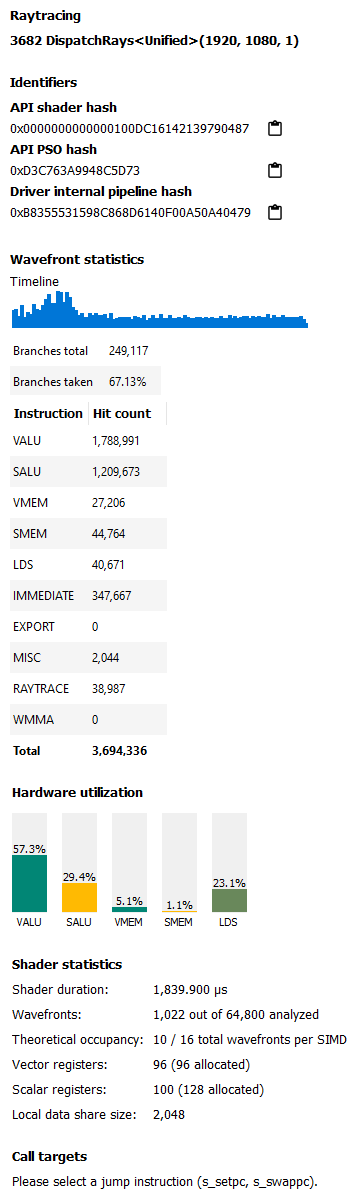 Raytracing
3682 DispatchRays<Unified>(1920, 1080, 1)
Identifiers
API shader hash
0x0000000000000100DC16142139790487
API PSO hash
0xD3C763A9948C5D73
Driver internal pipeline hash
0xB8355531598C868D6140F00A50A40479
Wavefront statistics
Timeline
Branches total 249,117
Branches taken 67.13%
Instruction Hit count
VALU 1,788,991
SALU 1,209,673
VMEM 27,206
SMEM 44,764
LDS 40,671
IMMEDIATE 347,667
EXPORT 0
MISC 2,044
RAYTRACE 38,987
WMMA 0
Total 3,694,336
Hardware utilization
57.3% 29.4% 5.1% 1.1% 23.1%
VALU SALU VMEM SMEM LDS
Shader statistics
Shader duration: 1,839.900 µs
Wavefronts: 1,022 out of 64,800 analyzed
Theoretical occupancy: 10 / 16 total wavefronts per SIMD
Vector registers: 96 (96 allocated)
Scalar registers: 100 (128 allocated)
Local data share size: 2,048
Call targets
Please select a jump instruction (s_setpc, s_swappc).